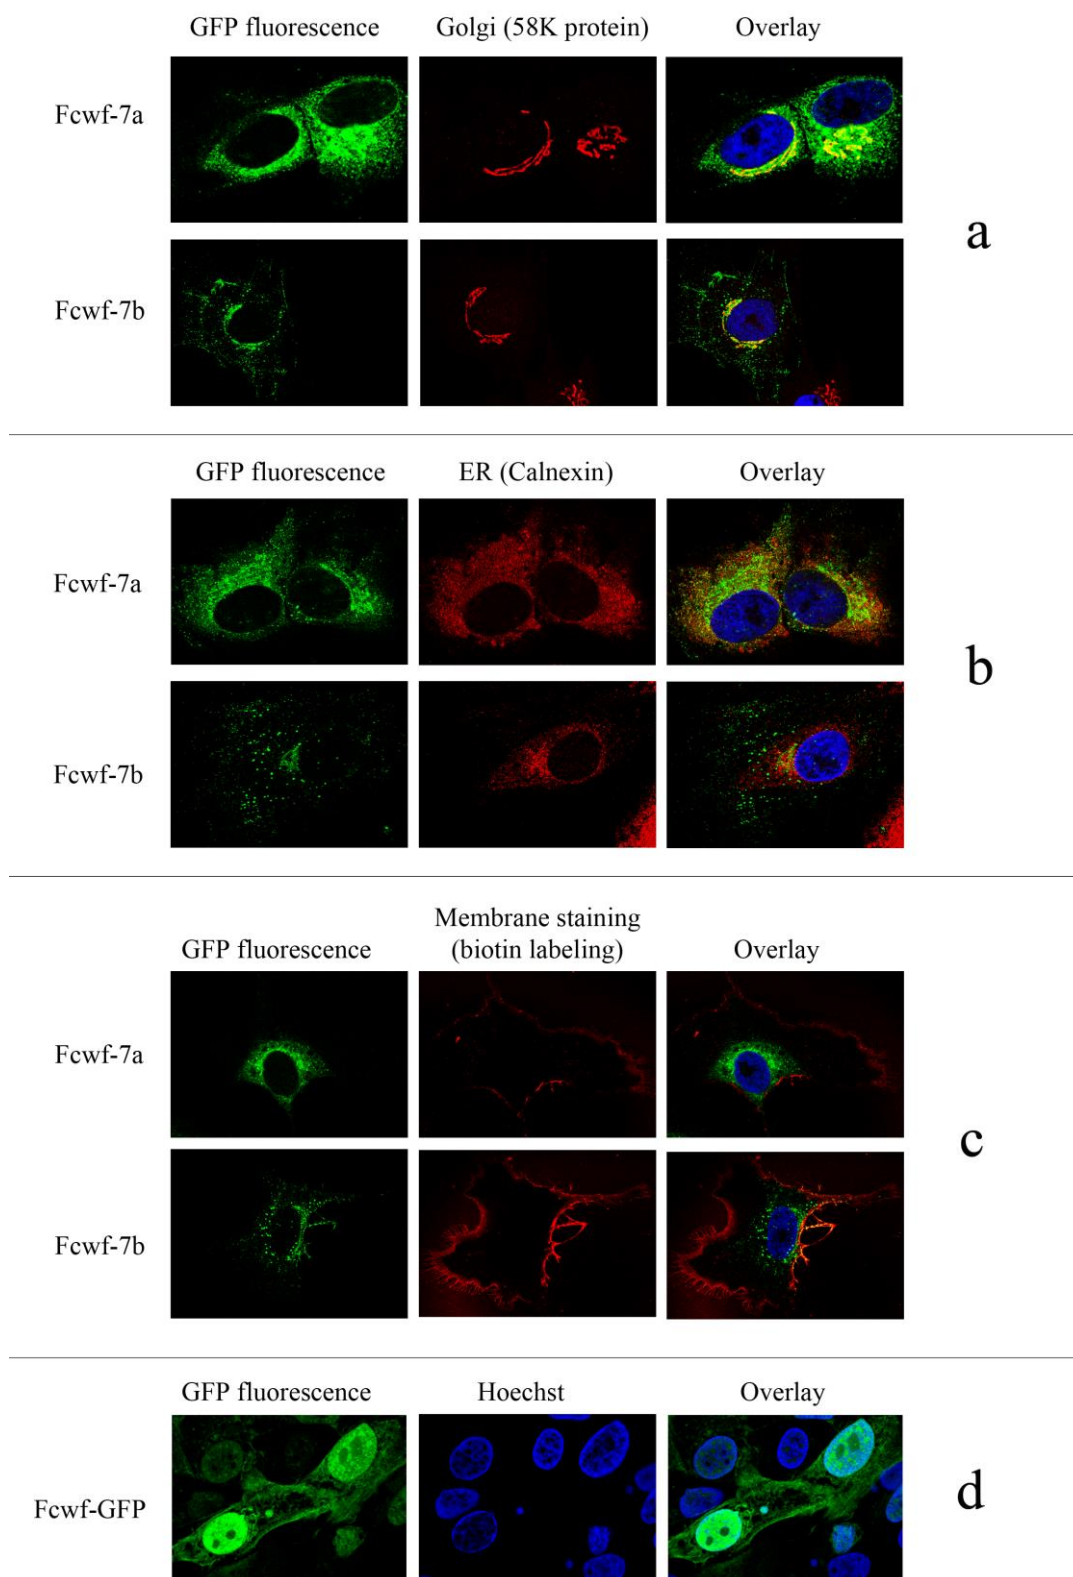 GFP fluorescence Golgi (58K protein) Overlay
Fcwf-7a
a
Fcwf-7b
GFP fluorescence ER (Calnexin) Overlay
Fcwf-7a
b
Fcwf-7b
Membrane staining
GFP fluorescence (biotin labeling) Overlay
Fcwf-7a
c
Fcwf-7b
GFP fluorescence Hoechst Overlay
Fcwf-GFP
d